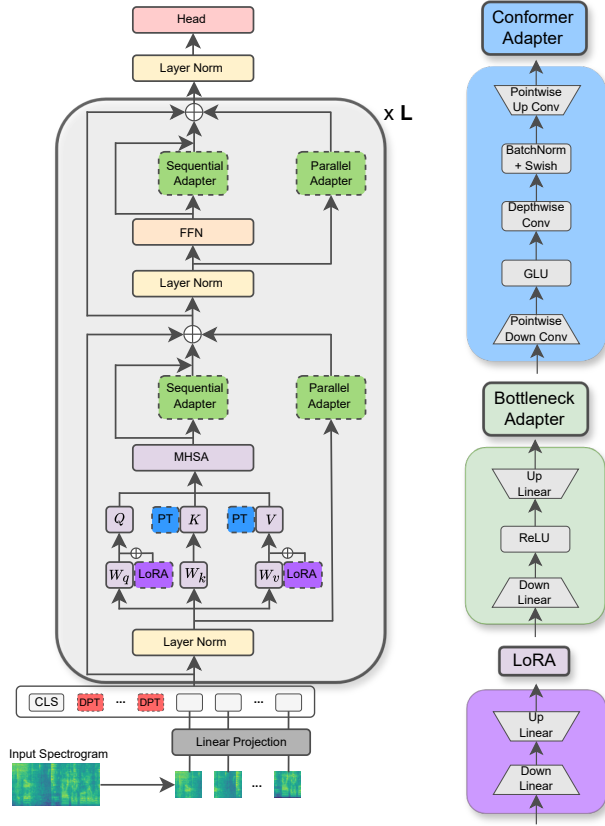 Head
Layer Norm
x L
Sequential
Adapter
Parallel
Adapter
FFN
Layer Norm
Sequential
Adapter
Parallel
Adapter
MHSA
Q
PT
K
PT
V
W_q
LoRA
W_k
W_v
LoRA
Layer Norm
CLS
DPT
...
DPT
...
Linear Projection
Input Spectrogram
...
Conformer
Adapter
Pointwise
Up Conv
BatchNorm
+ Swish
Depthwise
Conv
GLU
Pointwise
Down Conv
Bottleneck
Adapter
Up
Linear
ReLU
Down
Linear
LoRA
Up
Linear
Down
Linear